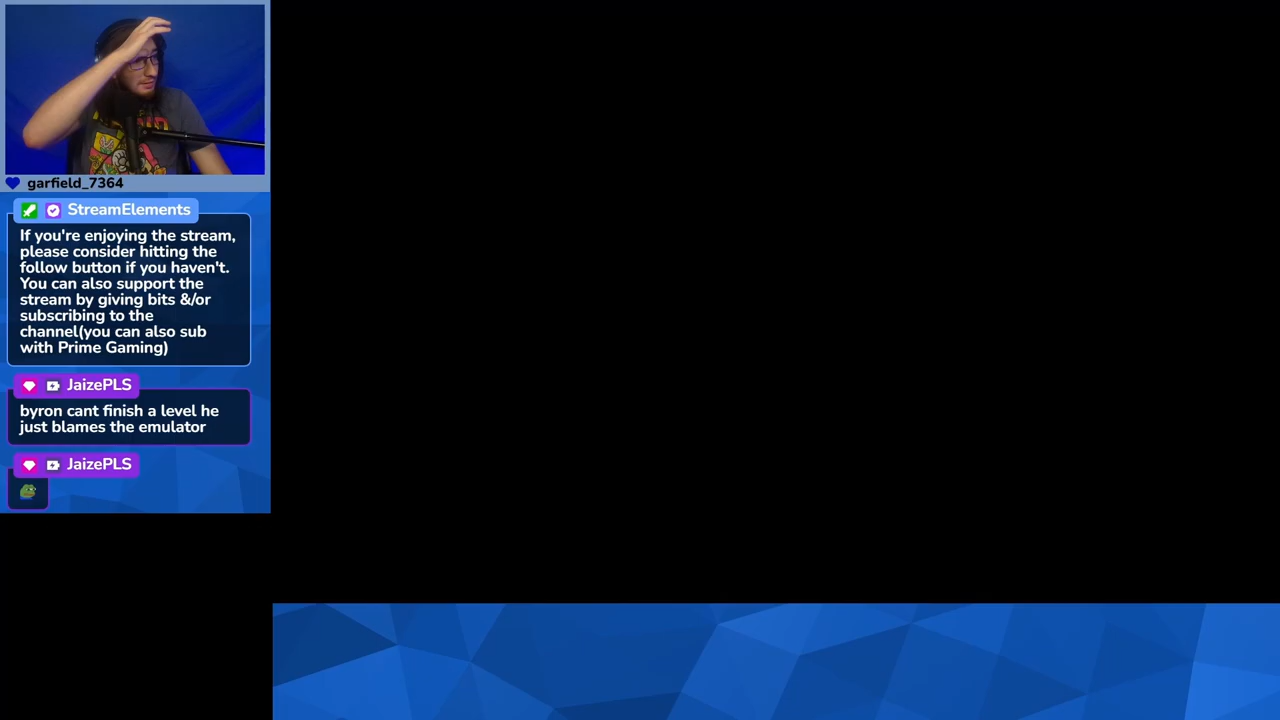 garfield_7364
StreamElements
If you're enjoying the stream,
please consider hitting the
follow button if you haven't.
You can also support the
stream by giving bits &/or
subscribing to the
channel(you can also sub
with Prime Gaming)
JaizePLS
byron cant finish a level he
just blames the emulator
JaizePLS